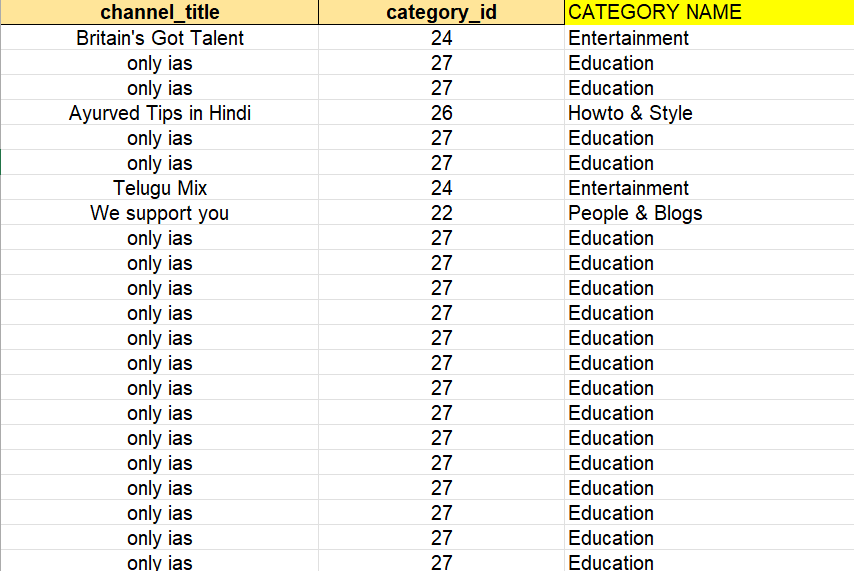 channel_title category_id CATEGORY NAME
Britain's Got Talent 24 Entertainment
only ias 27 Education
only ias 27 Education
Ayurved Tips in Hindi 26 Howto & Style
only ias 27 Education
only ias 27 Education
Telugu Mix 24 Entertainment
We support you 22 People & Blogs
only ias 27 Education
only ias 27 Education
only ias 27 Education
only ias 27 Education
only ias 27 Education
only ias 27 Education
only ias 27 Education
only ias 27 Education
only ias 27 Education
only ias 27 Education
only ias 27 Education
only ias 27 Education
only ias 27 Education
only ias 27 Education